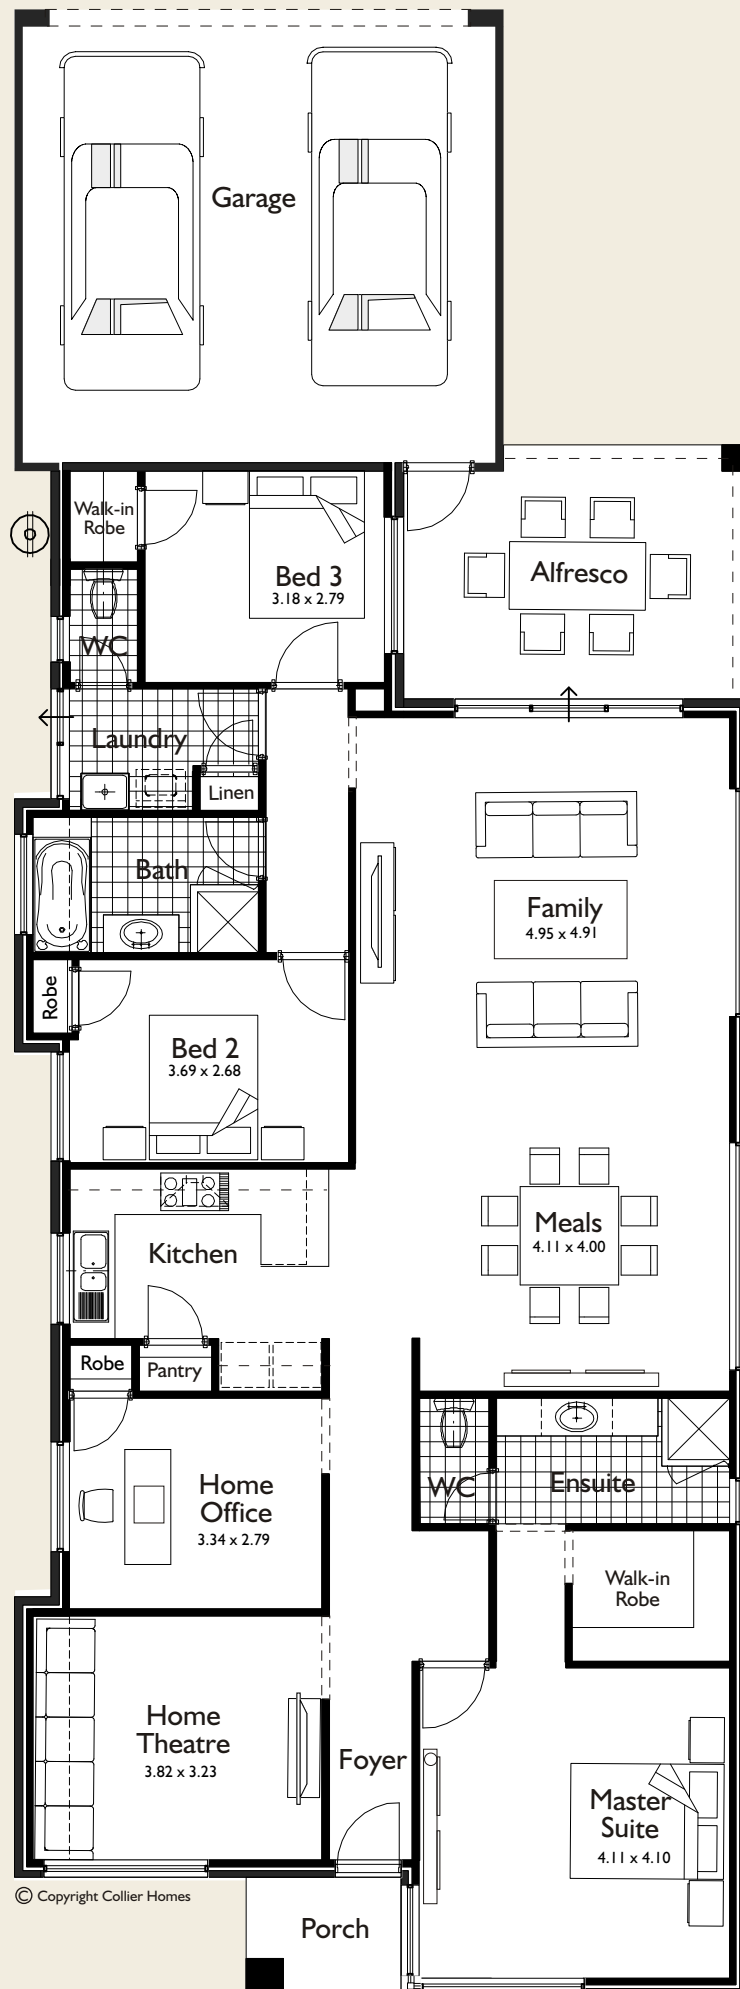 Garage
Walk-in
Robe
Bed 3
3.18 x 2.79
Alfresco
WC
Laundry
Linen
Bath
Family
4.95 x 4.91
Robe
Bed 2
3.69 x 2.68
Meals
4.11 x 4.00
Kitchen
Robe
Pantry
Home
Office
3.34 x 2.79
WC
Ensuite
Walk-in
Robe
Home
Theatre
3.82 x 3.23
Foyer
Master
Suite
4.11 x 4.10
© Copyright Collier Homes
Porch